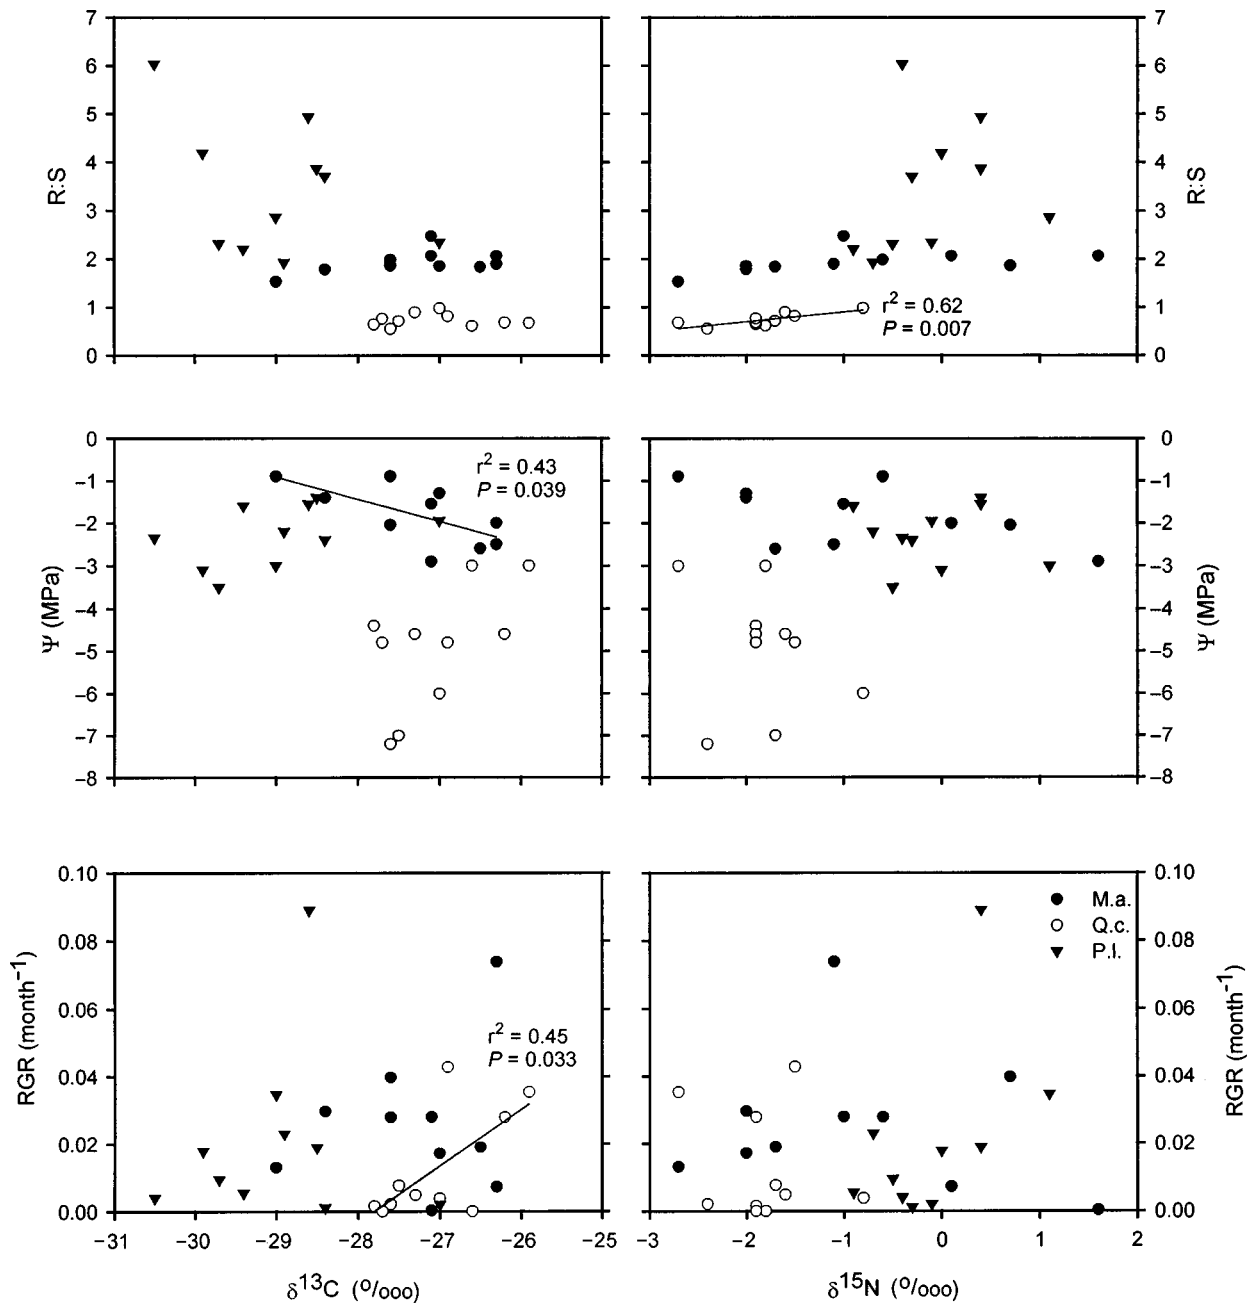 7 7
6 6
5 5
4 4
3 3
2 2
1 1
0 0
R:S
R:S
r² = 0.62
P = 0.007
0 0
−1 −1
−2 −2
−3 −3
−4 −4
−5 −5
−6 −6
−7 −7
−8 −8
Ψ (MPa)
Ψ (MPa)
r² = 0.43
P = 0.039
0.10 0.10
0.08 0.08
0.06 0.06
0.04 0.04
0.02 0.02
0.00 0.00
RGR (month⁻¹)
RGR (month⁻¹)
M.a.
Q.c.
P.l.
r² = 0.45
P = 0.033
−31 −30 −29 −28 −27 −26 −25
−3 −2 −1 0 1 2
δ¹³C (º/ooo)
δ¹⁵N (º/ooo)